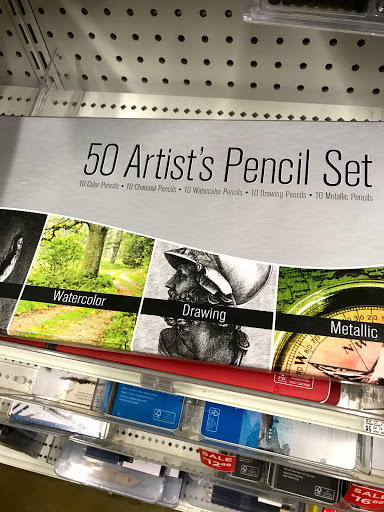 50 Artist's Pencil Set
10 Color Pencils • 10 Charcoal Pencils • 10 Watercolor Pencils • 10 Drawing Pencils • 10 Metallic Pencils
Watercolor
Drawing
Metallic
SALE
SALE